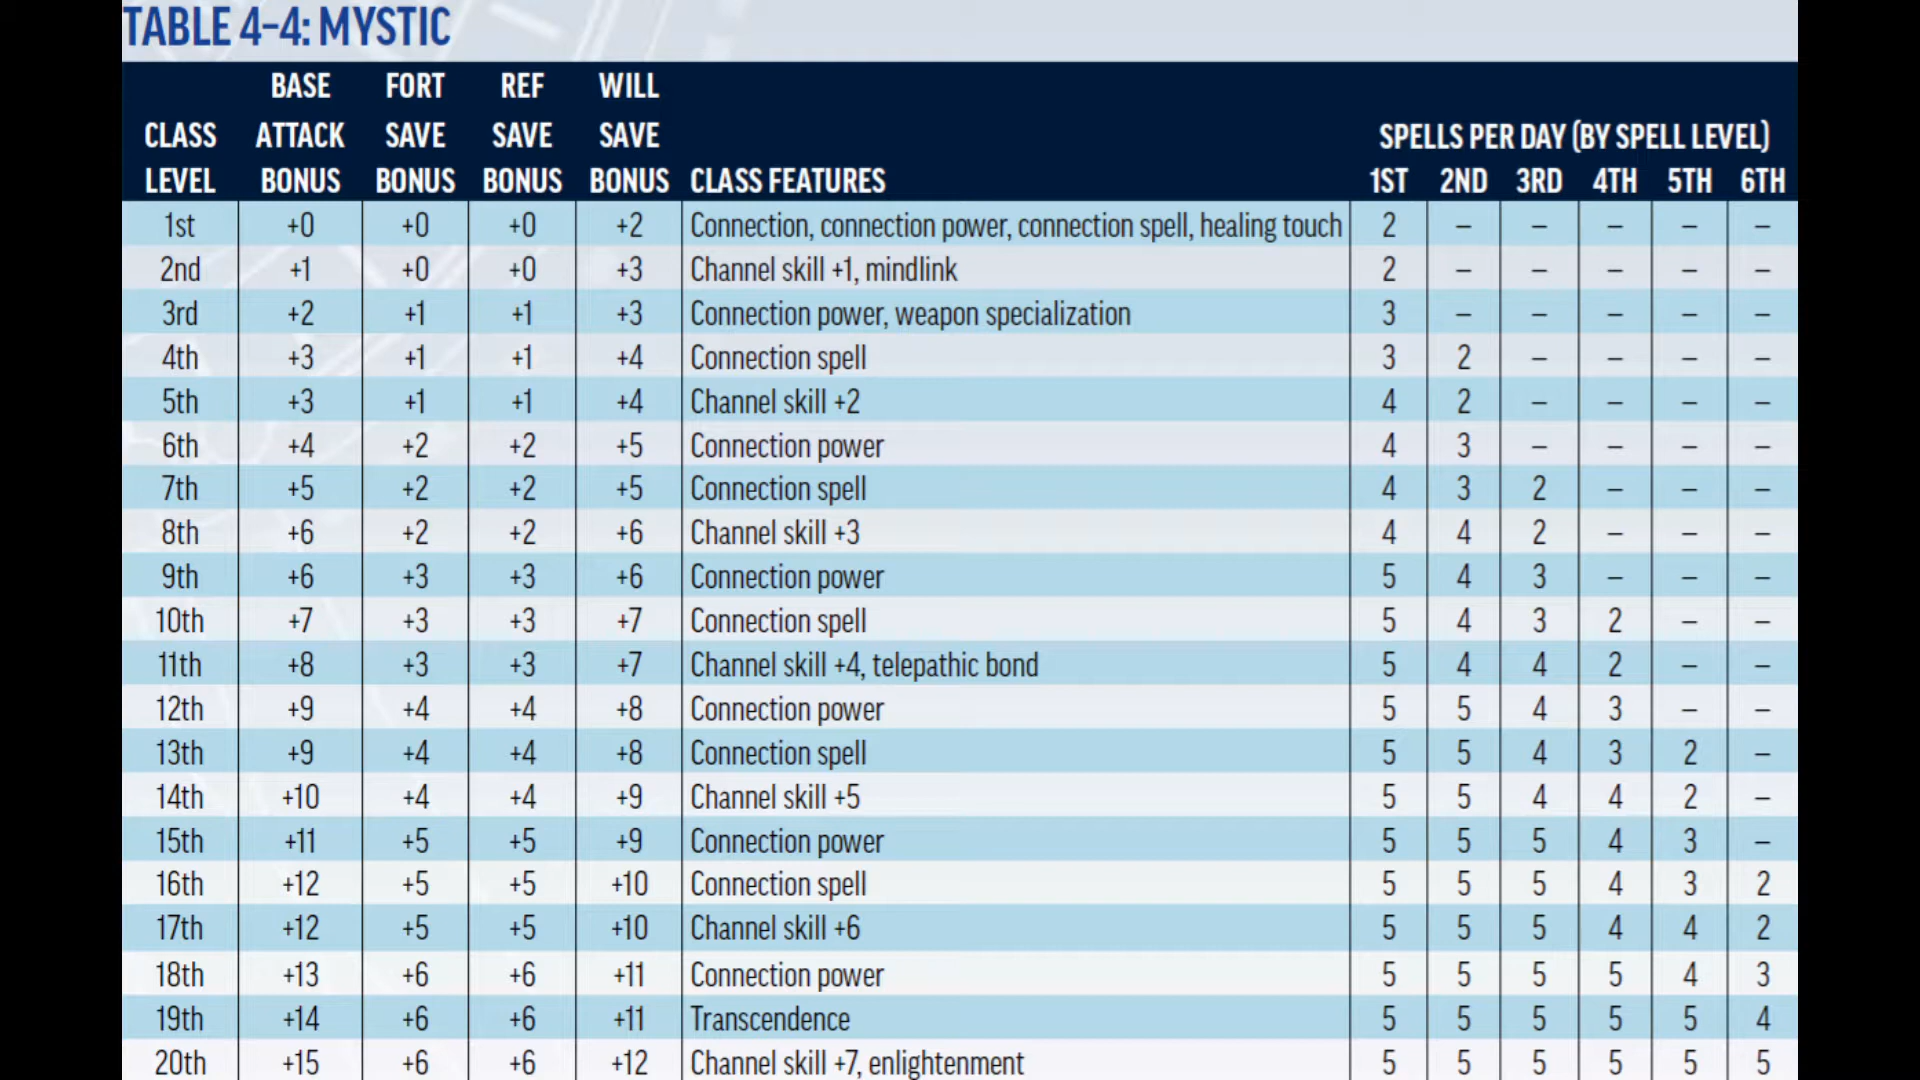 TABLE 4–4: MYSTIC
BASE FORT REF WILL
CLASS ATTACK SAVE SAVE SAVE SPELLS PER DAY (BY SPELL LEVEL)
LEVEL BONUS BONUS BONUS BONUS CLASS FEATURES 1ST 2ND 3RD 4TH 5TH 6TH
1st +0 +0 +0 +2 Connection, connection power, connection spell, healing touch 2 – – – – –
2nd +1 +0 +0 +3 Channel skill +1, mindlink 2 – – – – –
3rd +2 +1 +1 +3 Connection power, weapon specialization 3 – – – – –
4th +3 +1 +1 +4 Connection spell 3 2 – – – –
5th +3 +1 +1 +4 Channel skill +2 4 2 – – – –
6th +4 +2 +2 +5 Connection power 4 3 – – – –
7th +5 +2 +2 +5 Connection spell 4 3 2 – – –
8th +6 +2 +2 +6 Channel skill +3 4 4 2 – – –
9th +6 +3 +3 +6 Connection power 5 4 3 – – –
10th +7 +3 +3 +7 Connection spell 5 4 3 2 – –
11th +8 +3 +3 +7 Channel skill +4, telepathic bond 5 4 4 2 – –
12th +9 +4 +4 +8 Connection power 5 5 4 3 – –
13th +9 +4 +4 +8 Connection spell 5 5 4 3 2 –
14th +10 +4 +4 +9 Channel skill +5 5 5 4 4 2 –
15th +11 +5 +5 +9 Connection power 5 5 5 4 3 –
16th +12 +5 +5 +10 Connection spell 5 5 5 4 3 2
17th +12 +5 +5 +10 Channel skill +6 5 5 5 4 4 2
18th +13 +6 +6 +11 Connection power 5 5 5 5 4 3
19th +14 +6 +6 +11 Transcendence 5 5 5 5 5 4
20th +15 +6 +6 +12 Channel skill +7, enlightenment 5 5 5 5 5 5